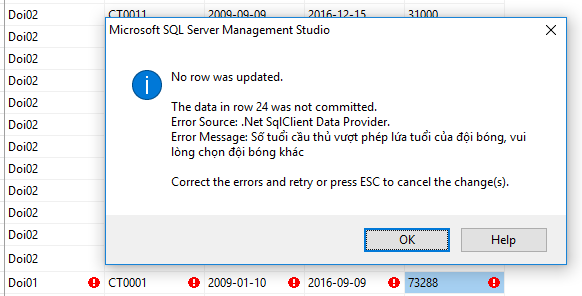 Doi02 CT0011 2009-09-09 2016-12-15 31000
Doi02
Microsoft SQL Server Management Studio
Doi02
Doi02
No row was updated.
Doi02
The data in row 24 was not committed.
Doi02
Error Source: .Net SqlClient Data Provider.
Doi02
Error Message: Số tuổi cầu thủ vượt phép lứa tuổi của đội bóng, vui
lòng chọn đội bóng khác
Doi02
Doi02
Correct the errors and retry or press ESC to cancel the change(s).
Doi02
Doi02
OK Help
Doi02
Doi02
Doi01 CT0001 2009-01-10 2016-09-09 73288